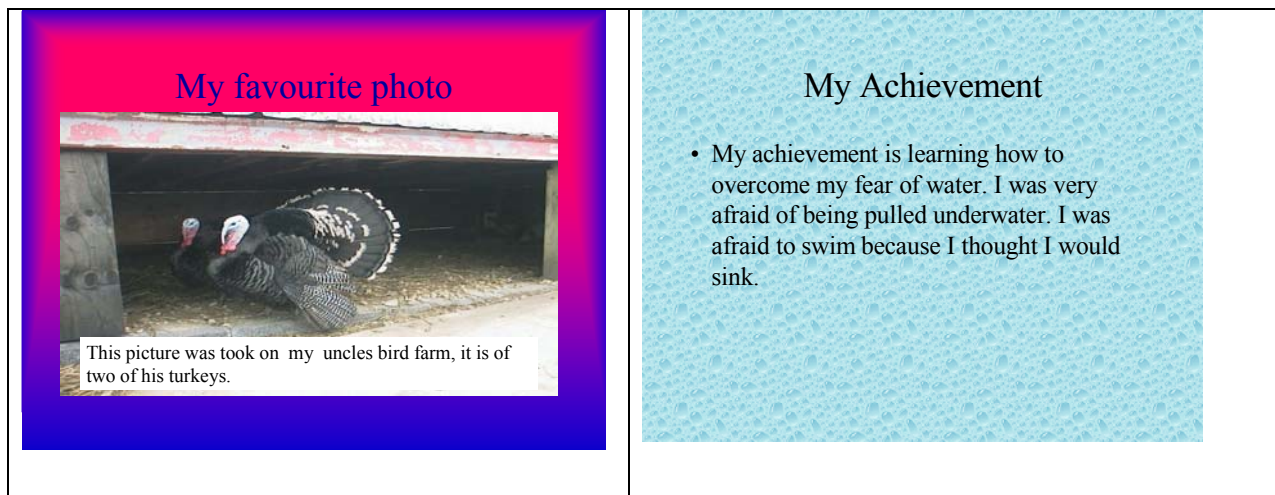 My favourite photo
This picture was took on  my  uncles bird farm, it is of
two of his turkeys.
My Achievement
• My achievement is learning how to
overcome my fear of water. I was very
afraid of being pulled underwater. I was
afraid to swim because I thought I would
sink.